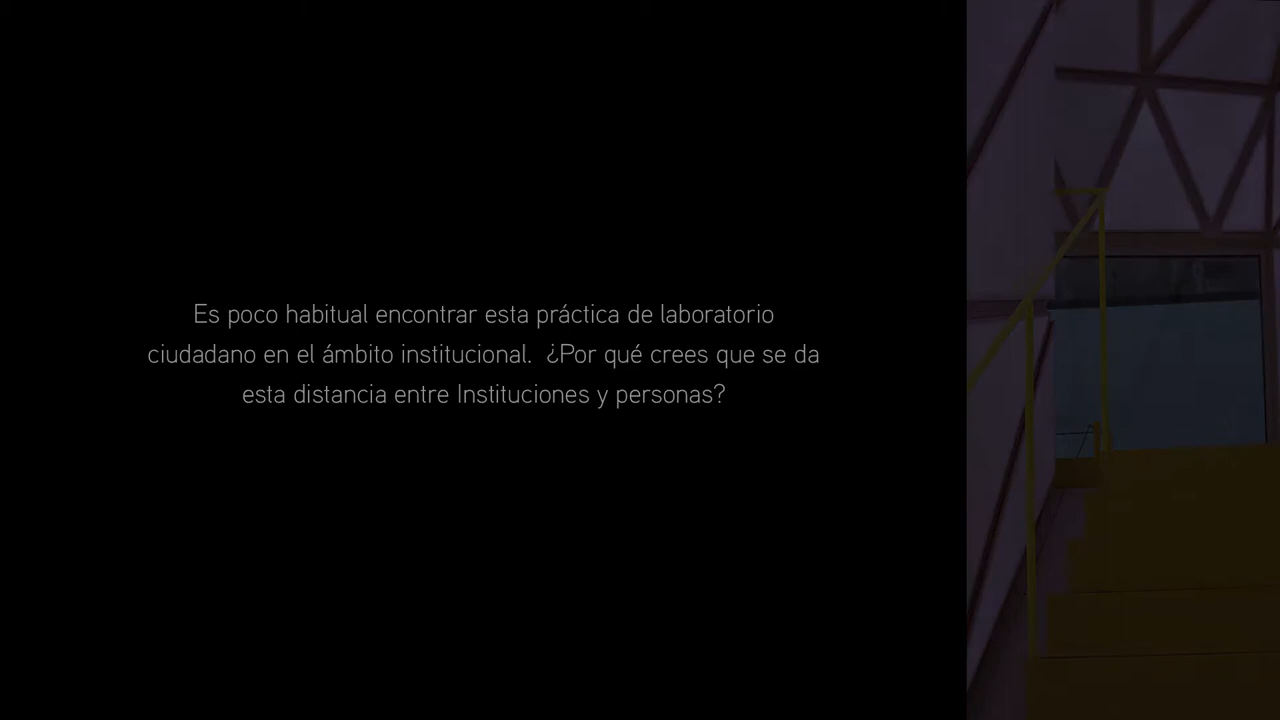 Es poco habitual encontrar esta práctica de laboratorio
ciudadano en el ámbito institucional.  ¿Por qué crees que se da
esta distancia entre Instituciones y personas?